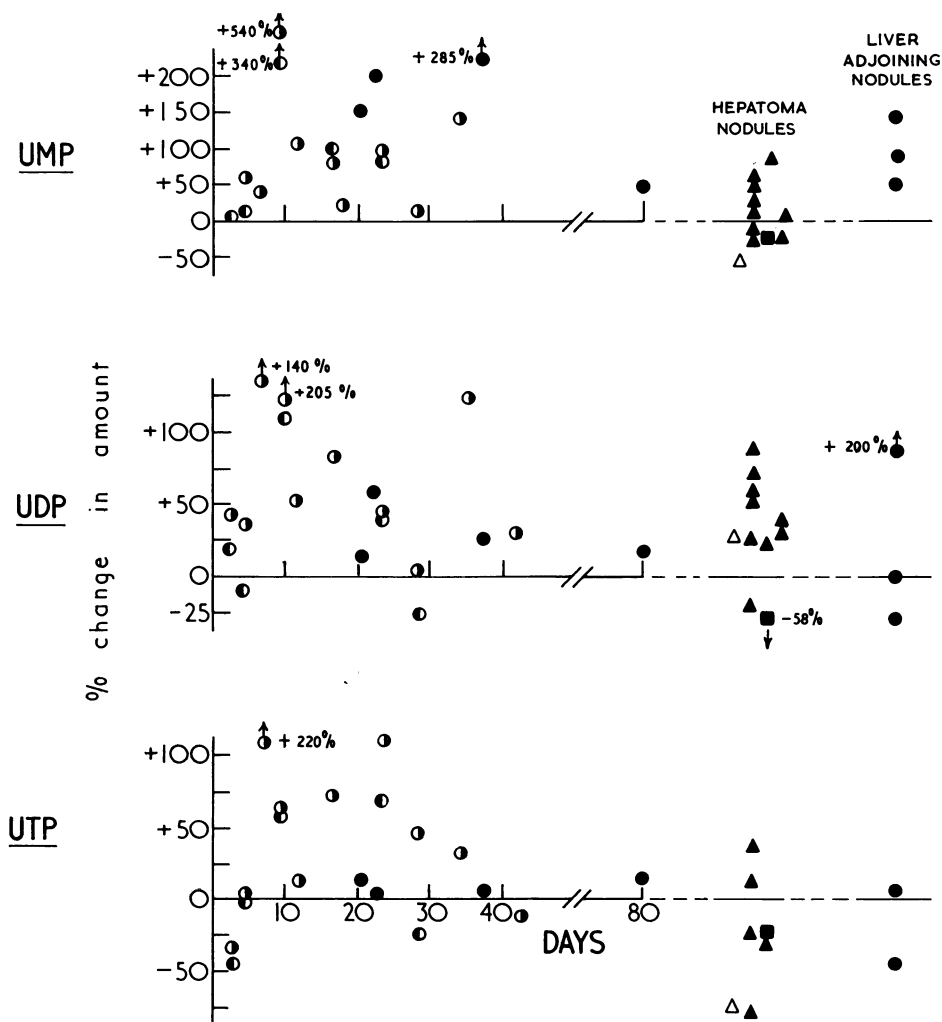 +540%
+340%
+ 285%
LIVER
ADJOINING
NODULES
HEPATOMA
NODULES
UMP
+200
+150
+100
+50
0
-50
+140 %
+205 %
+ 200%
UDP
+100
+50
0
-25
-58%
% change in amount
+ 220%
UTP
+100
+50
0
-50
10 20 30 40 80
DAYS